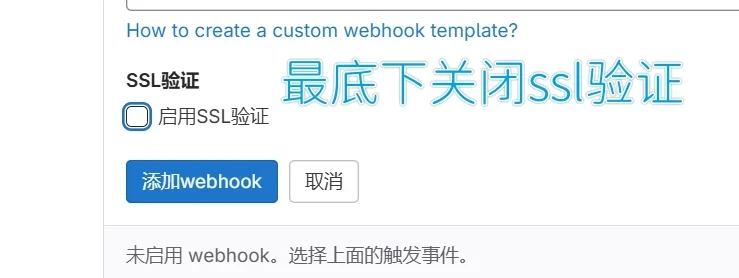 How to create a custom webhook template?
SSL验证
最底下关闭ssl验证
启用SSL验证
添加webhook
取消
未启用 webhook。选择上面的触发事件。